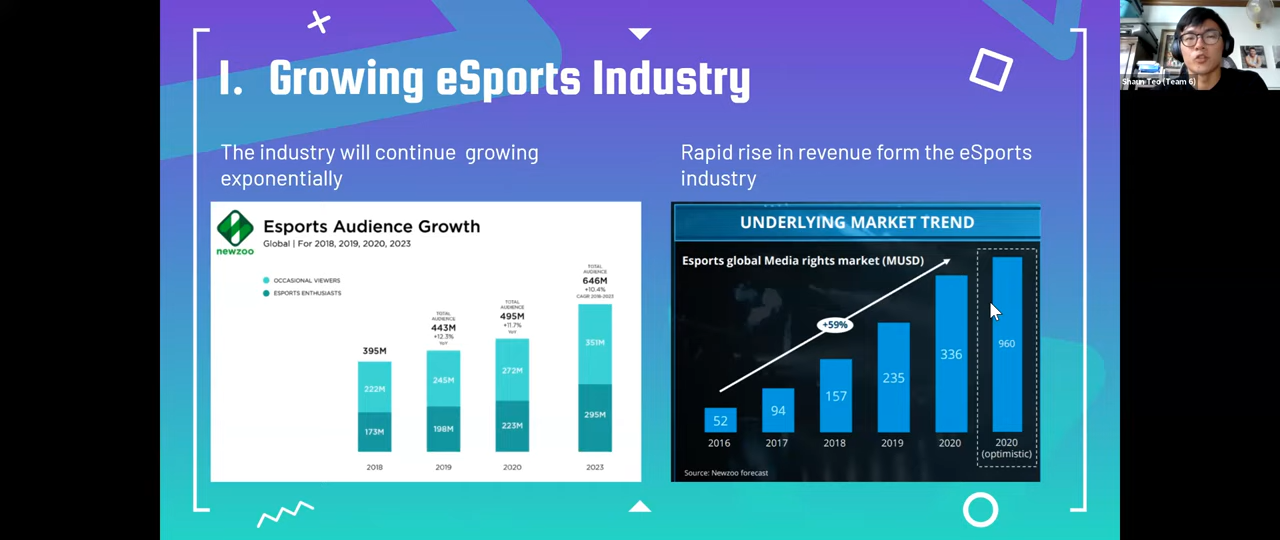 I. Growing eSports Industry
The industry will continue growing
exponentially
newzoo
Esports Audience Growth
Global | For 2018, 2019, 2020, 2023
OCCASIONAL VIEWERS
ESPORTS ENTHUSIASTS
395M
222M
173M
2018
TOTAL
AUDIENCE
443M
+12.3%
YoY
245M
198M
2019
TOTAL
AUDIENCE
495M
+11.7%
YoY
272M
223M
2020
TOTAL
AUDIENCE
646M
+10.4%
CAGR 2018-2023
351M
295M
2023
Rapid rise in revenue form the eSports
industry
UNDERLYING MARKET TREND
Esports global Media rights market (MUSD)
+59%
52
94
157
235
336
960
2016
2017
2018
2019
2020
2020
(optimistic)
Source: Newzoo forecast
Shaun Teo (Team 6)